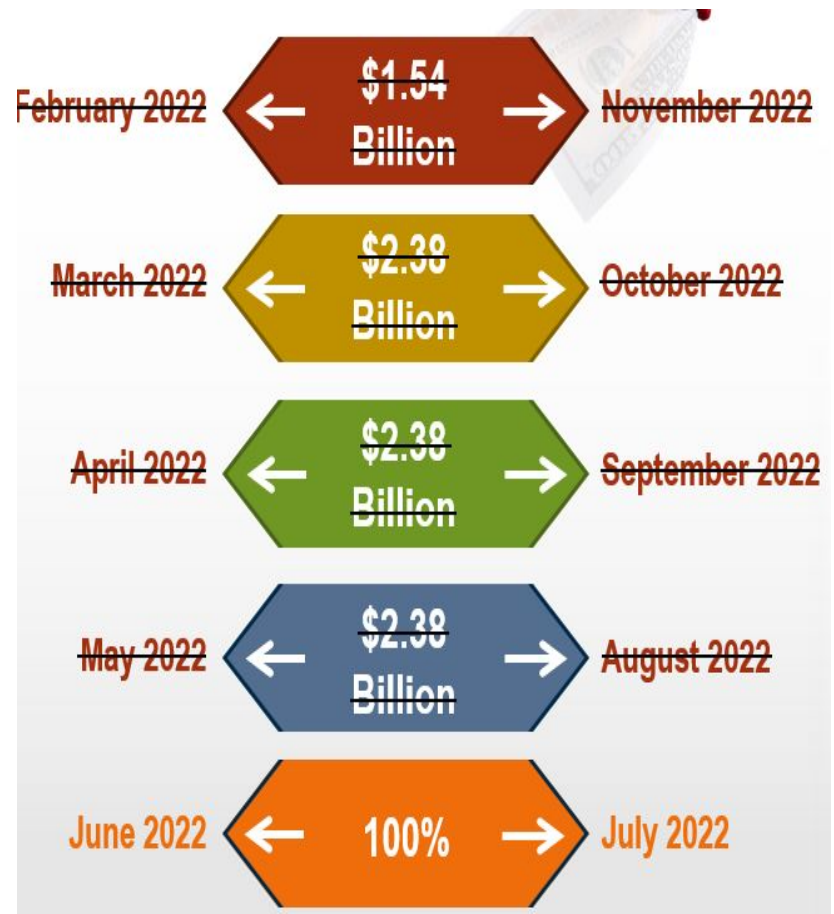 February 2022 $1.54 Billion November 2022
March 2022 $2.38 Billion October 2022
April 2022 $2.38 Billion September 2022
May 2022 $2.38 Billion August 2022
June 2022 100% July 2022